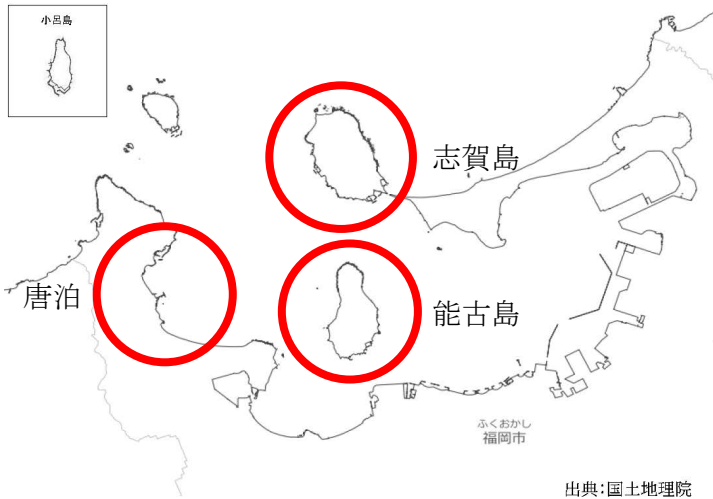 小呂島
志賀島
唐泊
能古島
ふくおかし
福岡市
出典:国土地理院